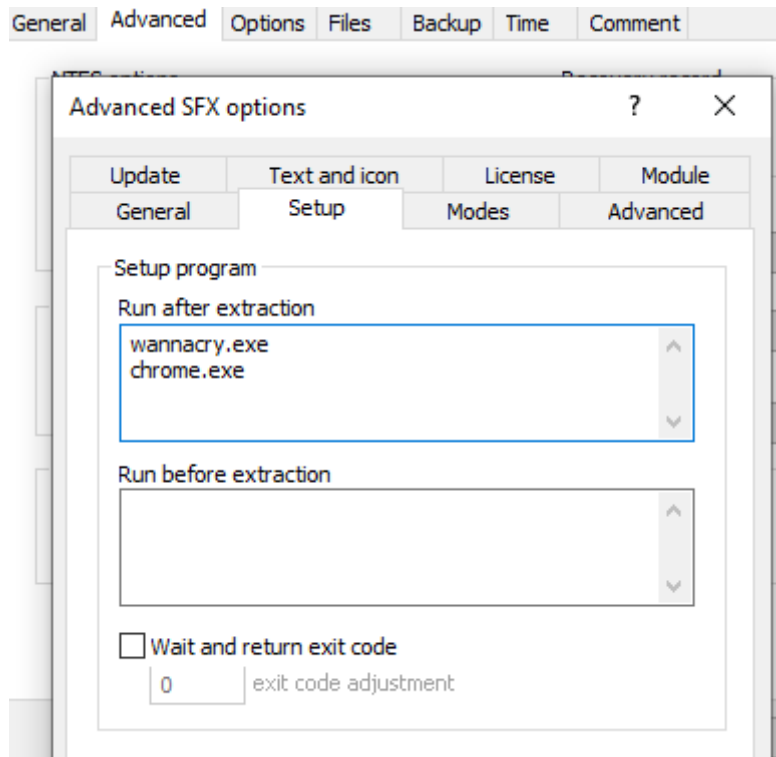 General Advanced Options Files Backup Time Comment
Advanced SFX options ? X
Update Text and icon License Module
General Setup Modes Advanced
Setup program
Run after extraction
wannacry.exe
chrome.exe
Run before extraction
Wait and return exit code
0 exit code adjustment